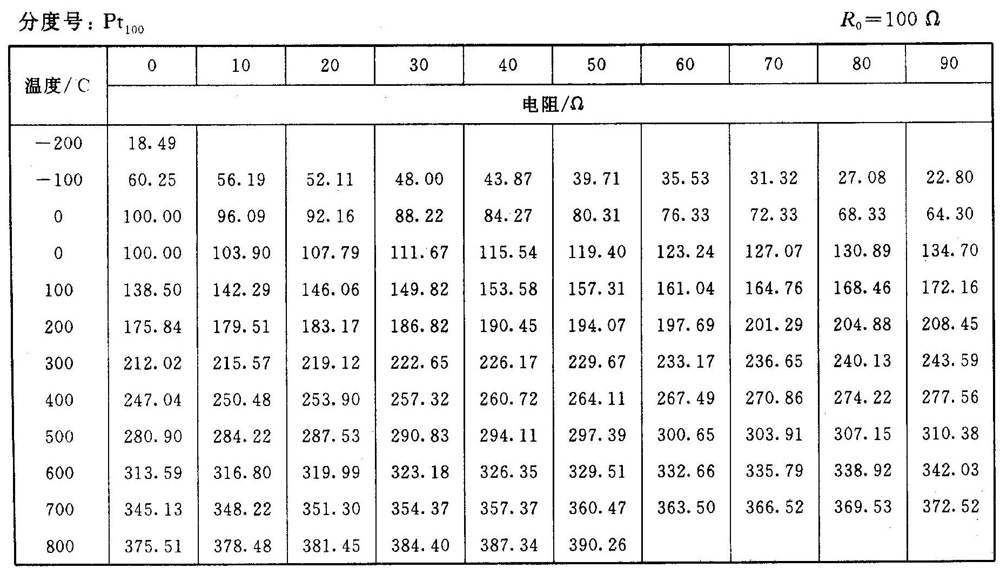 分度号：Pt100 R0=100 Ω
温度/C 0 10 20 30 40 50 60 70 80 90
电阻/Ω
-200 18.49
-100 60.25 56.19 52.11 48.00 43.87 39.71 35.53 31.32 27.08 22.80
0 100.00 96.09 92.16 88.22 84.27 80.31 76.33 72.33 68.33 64.30
0 100.00 103.90 107.79 111.67 115.54 119.40 123.24 127.07 130.89 134.70
100 138.50 142.29 146.06 149.82 153.58 157.31 161.04 164.76 168.46 172.16
200 175.84 179.51 183.17 186.82 190.45 194.07 197.69 201.29 204.88 208.45
300 212.02 215.57 219.12 222.65 226.17 229.67 233.17 236.65 240.13 243.59
400 247.04 250.48 253.90 257.32 260.72 264.11 267.49 270.86 274.22 277.56
500 280.90 284.22 287.53 290.83 294.11 297.39 300.65 303.91 307.15 310.38
600 313.59 316.80 319.99 323.18 326.35 329.51 332.66 335.79 338.92 342.03
700 345.13 348.22 351.30 354.37 357.37 360.47 363.50 366.52 369.53 372.52
800 375.51 378.48 381.45 384.40 387.34 390.26